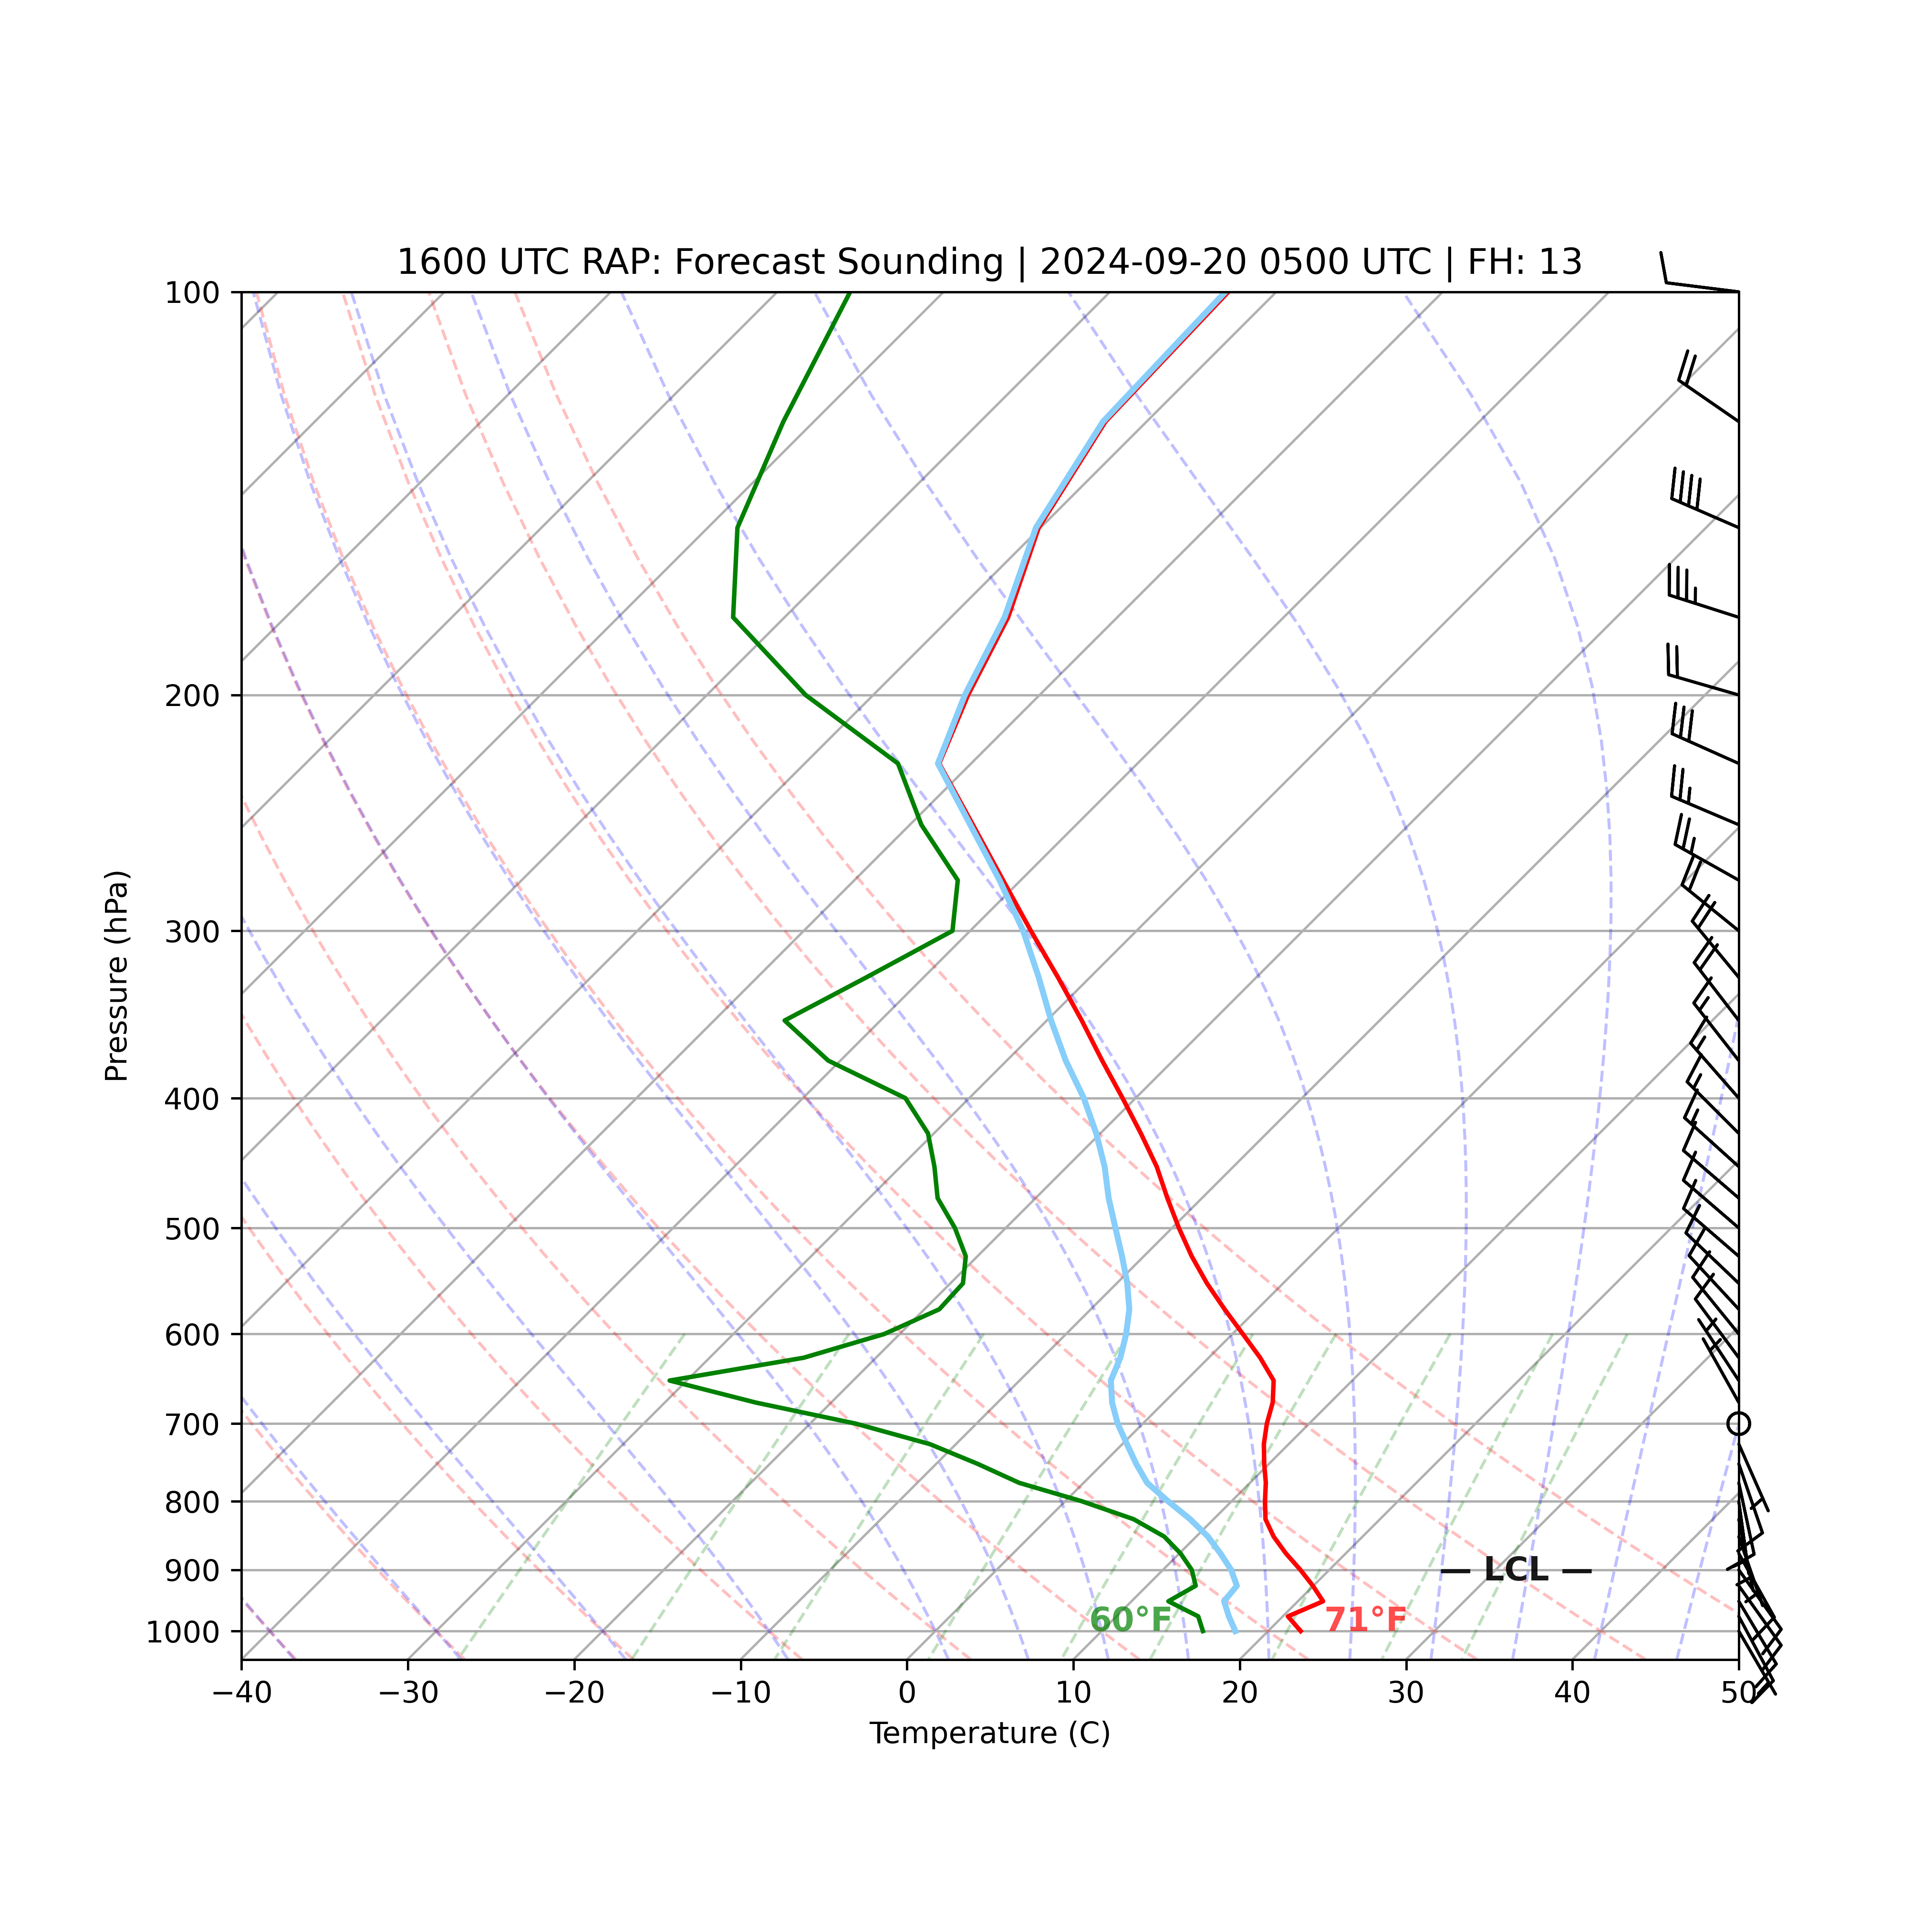 1600 UTC RAP: Forecast Sounding | 2024-09-20 0500 UTC | FH: 13
100
200
300
400
500
600
700
800
900
1000
Pressure (hPa)
— LCL —
60°F
71°F
−40 −30 −20 −10 0 10 20 30 40 50
Temperature (C)